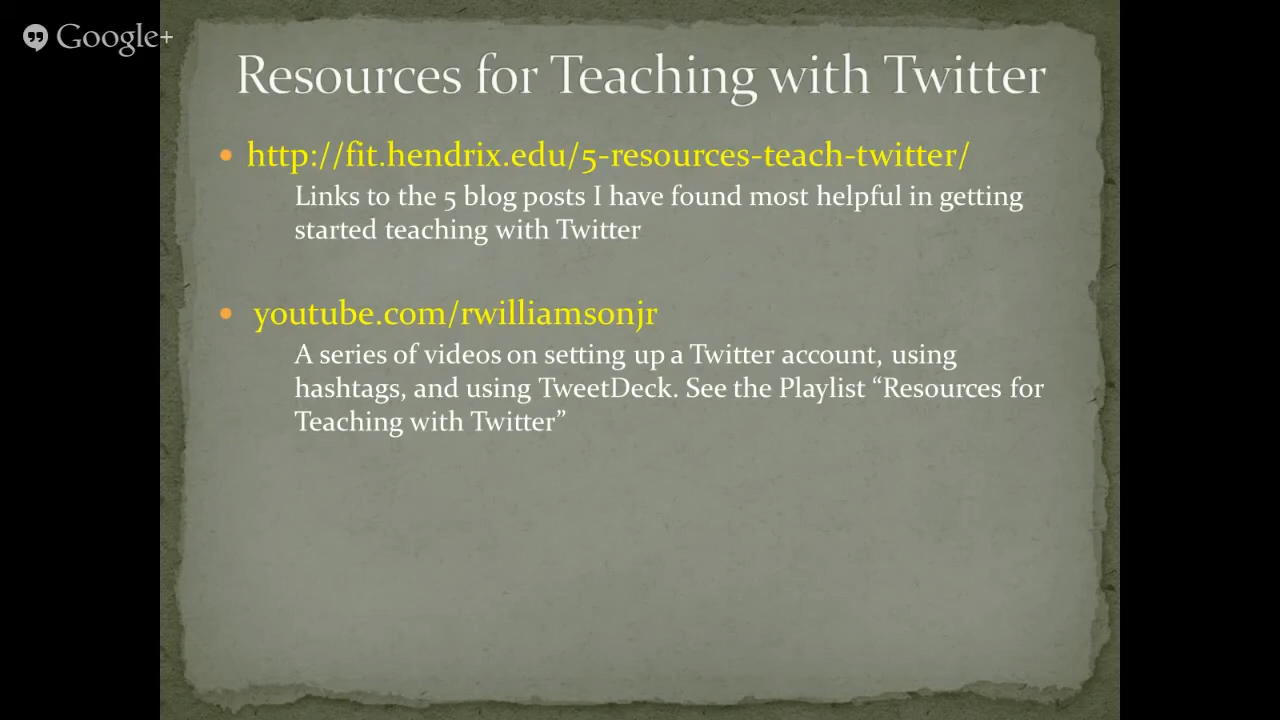 Google+
Resources for Teaching with Twitter
• http://fit.hendrix.edu/5-resources-teach-twitter/
Links to the 5 blog posts I have found most helpful in getting
started teaching with Twitter
• youtube.com/rwilliamsonjr
A series of videos on setting up a Twitter account, using
hashtags, and using TweetDeck. See the Playlist “Resources for
Teaching with Twitter”